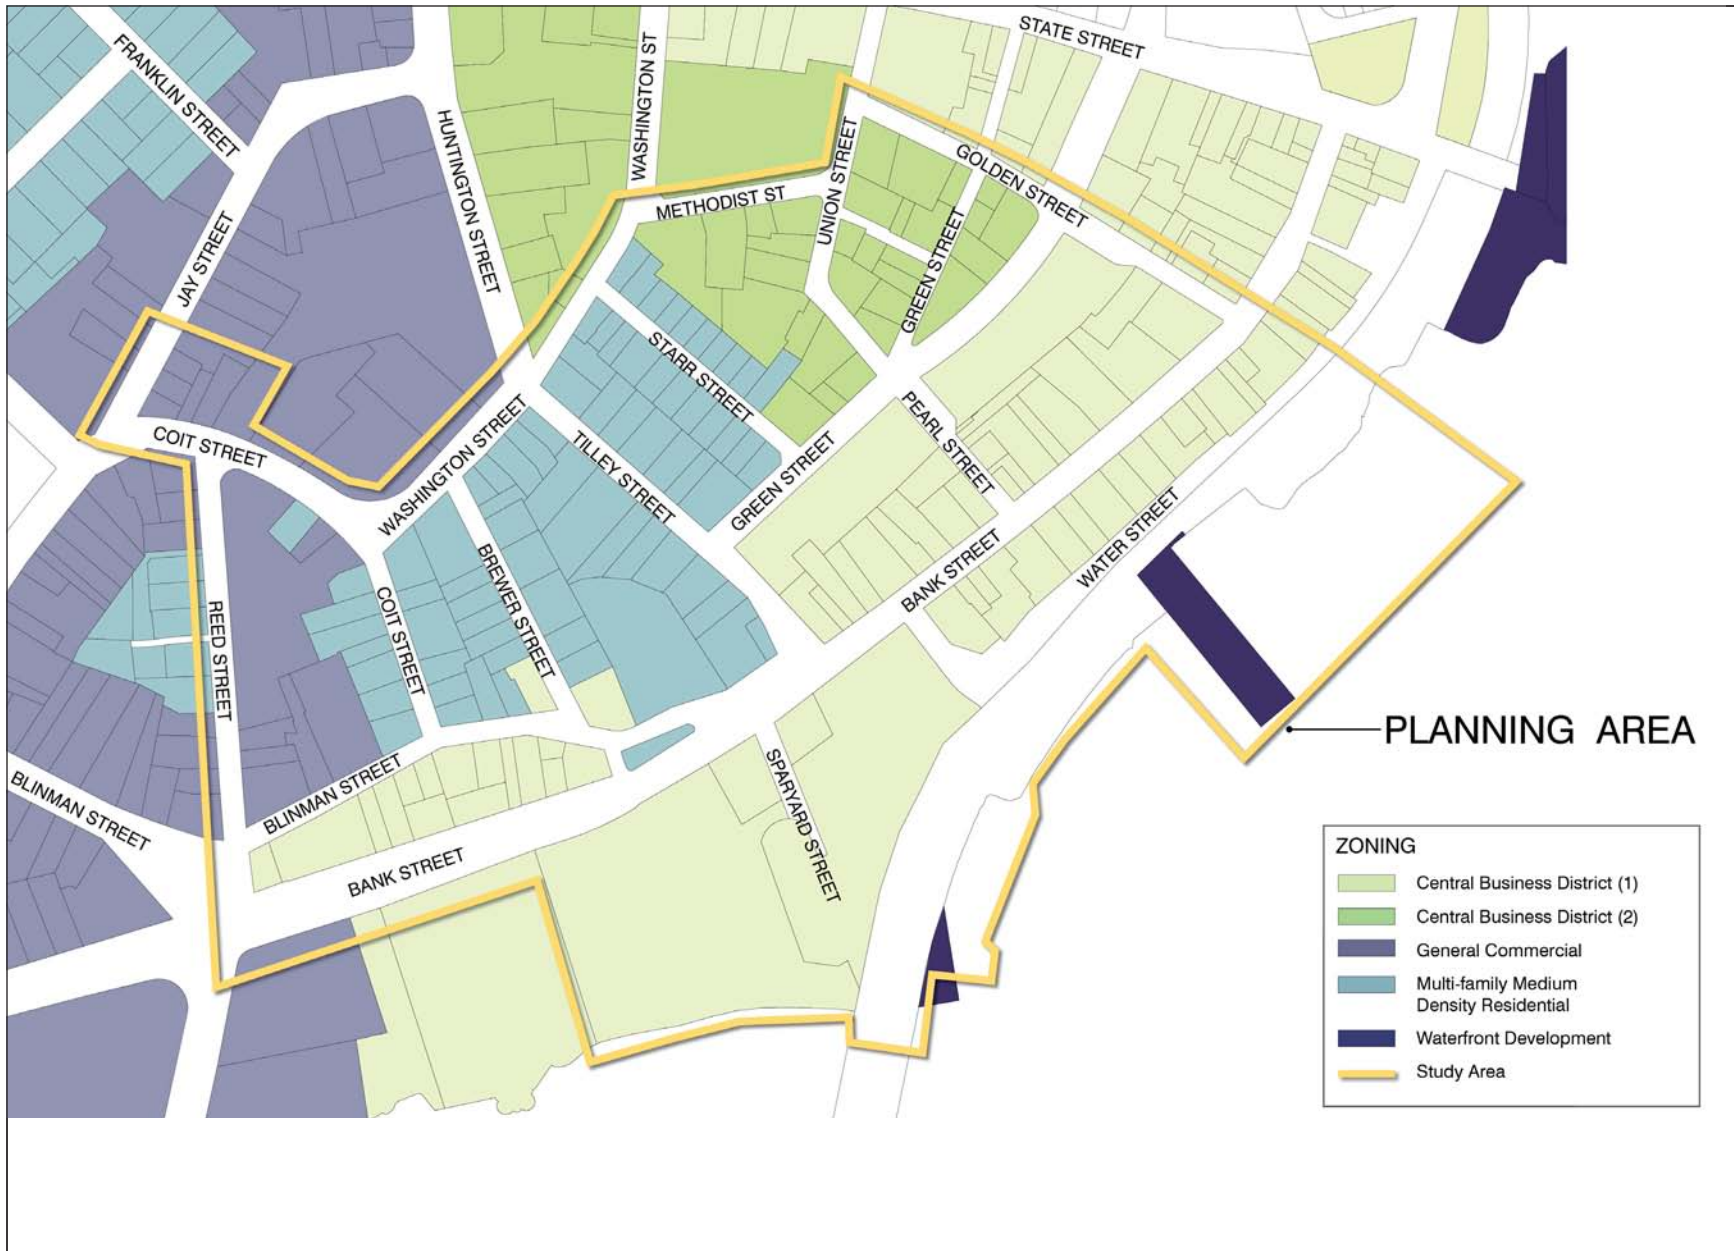 STATE STREET
FRANKLIN STREET
WASHINGTON ST
HUNTINGTON STREET
UNION STREET
GOLDEN STREET
METHODIST ST
JAY STREET
GREEN STREET
STARR STREET
PEARL STREET
COIT STREET
WASHINGTON STREET
TILLEY STREET
GREEN STREET
WATER STREET
BANK STREET
BREWER STREET
COIT STREET
REED STREET
PLANNING AREA
SPARYARD STREET
BLINMAN STREET
BLINMAN STREET
BANK STREET
ZONING
Central Business District (1)
Central Business District (2)
General Commercial
Multi-family Medium
Density Residential
Waterfront Development
Study Area